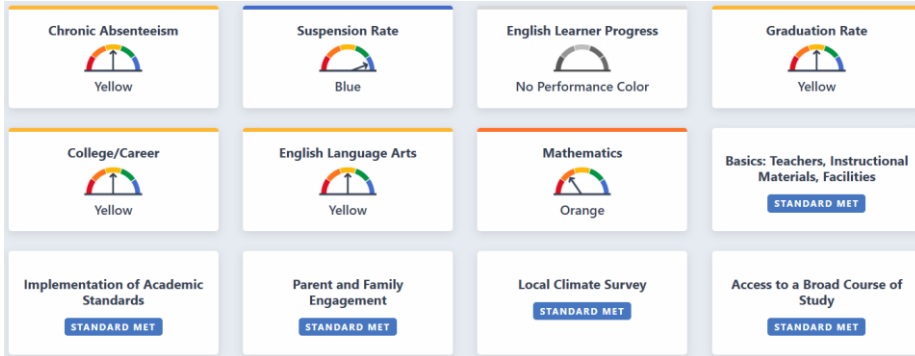 Chronic Absenteeism
Yellow
Suspension Rate
Blue
English Learner Progress
No Performance Color
Graduation Rate
Yellow
College/Career
Yellow
English Language Arts
Yellow
Mathematics
Orange
Basics: Teachers, Instructional
Materials, Facilities
STANDARD MET
Implementation of Academic
Standards
STANDARD MET
Parent and Family
Engagement
STANDARD MET
Local Climate Survey
STANDARD MET
Access to a Broad Course of
Study
STANDARD MET